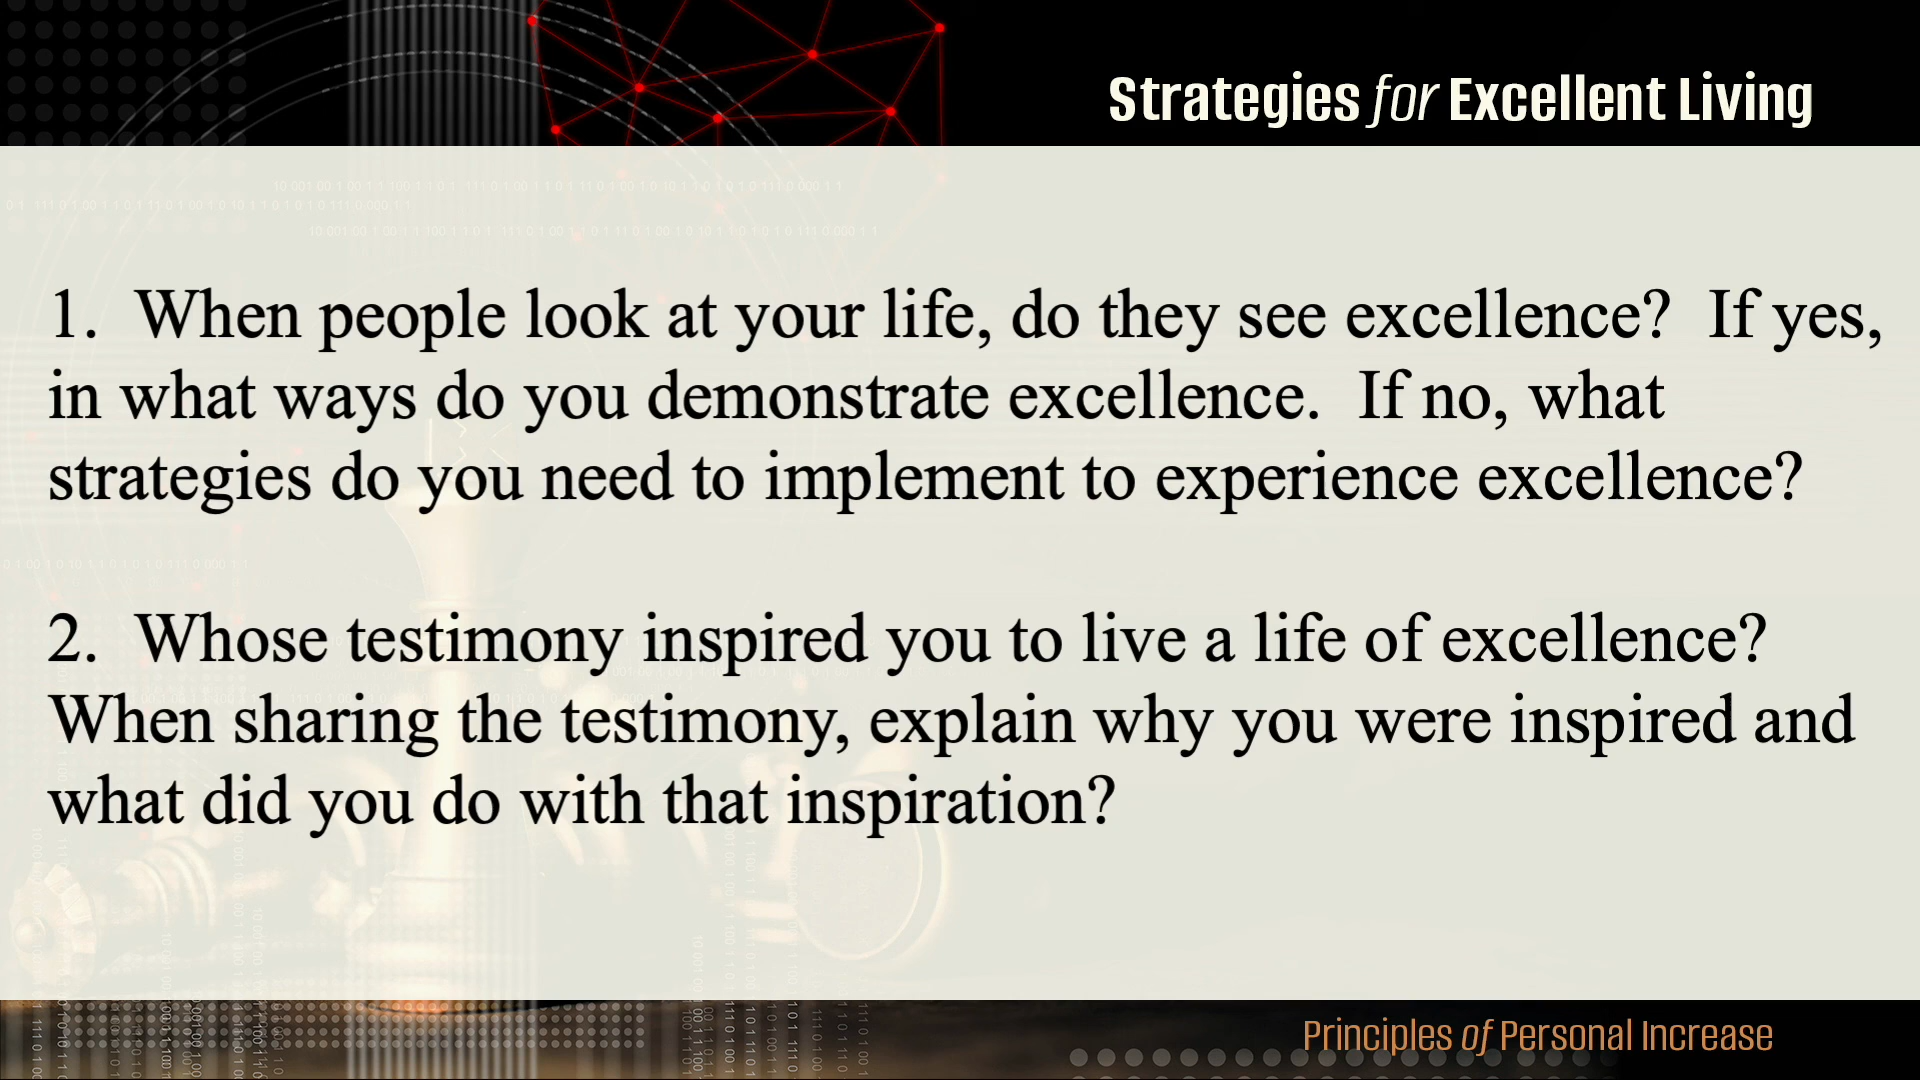 Strategies for Excellent Living
1.  When people look at your life, do they see excellence?  If yes,
in what ways do you demonstrate excellence.  If no, what
strategies do you need to implement to experience excellence?
2.  Whose testimony inspired you to live a life of excellence?
When sharing the testimony, explain why you were inspired and
what did you do with that inspiration?
Principles of Personal Increase